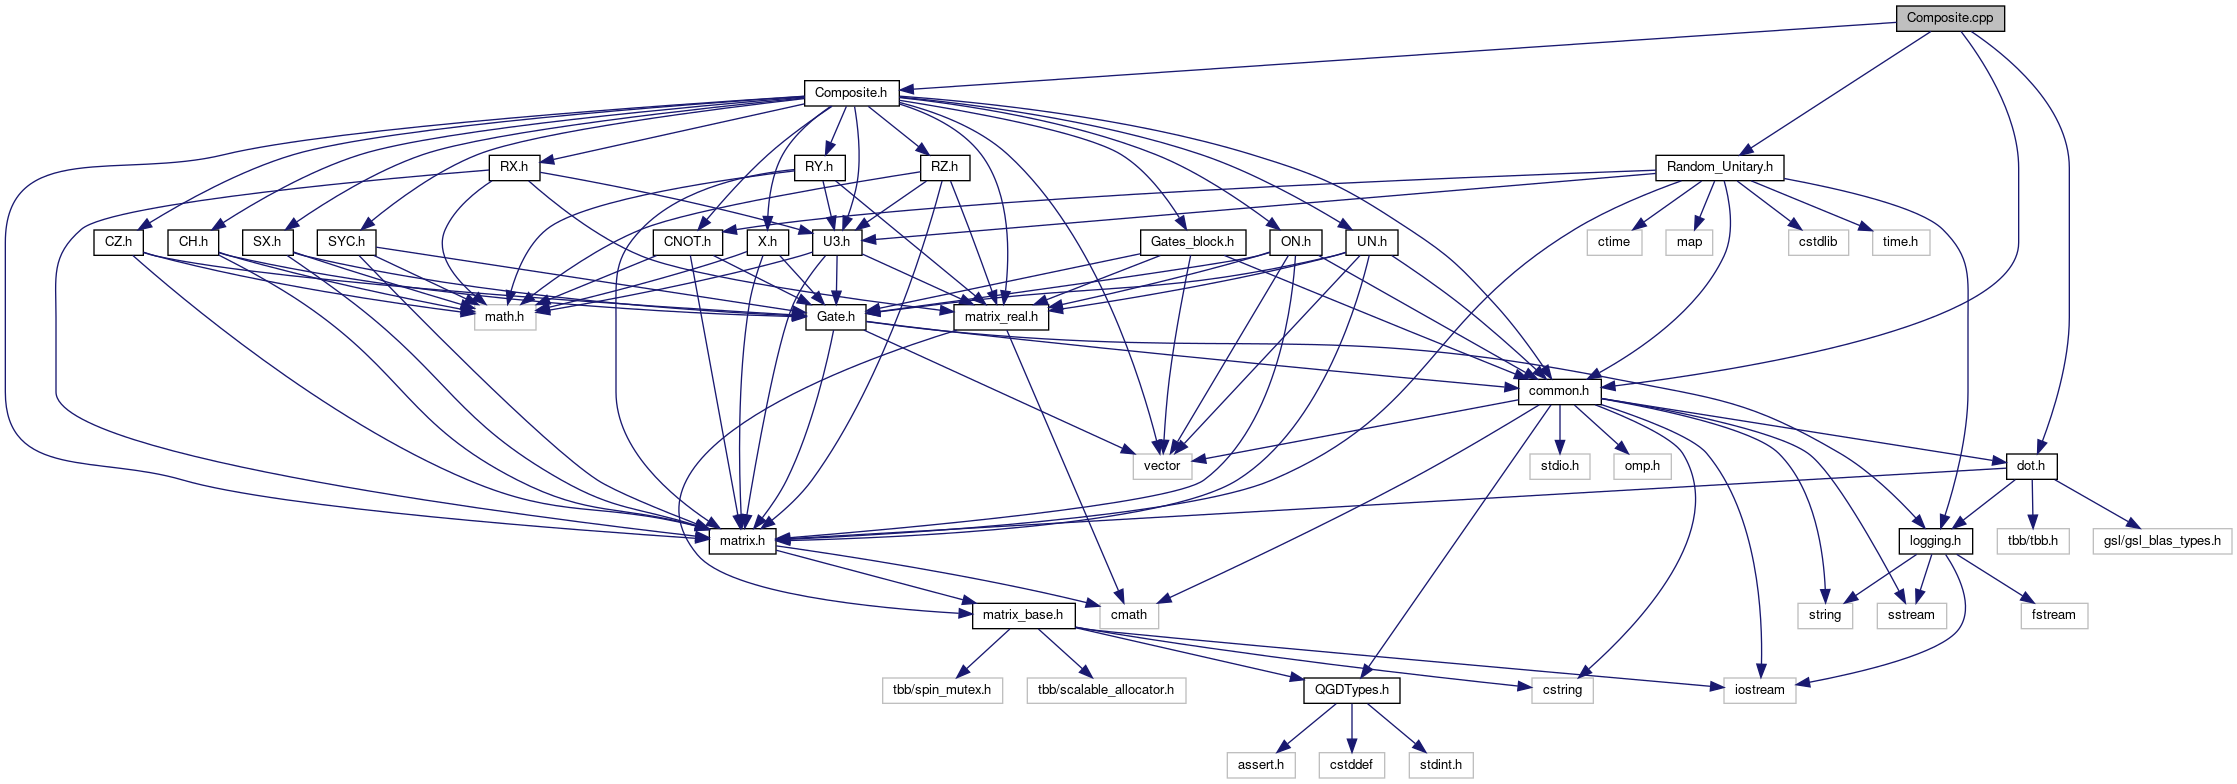 Composite.cpp
Composite.h
RX.h
RY.h
RZ.h
Random_Unitary.h
CZ.h
CH.h
SX.h
SYC.h
CNOT.h
X.h
U3.h
Gates_block.h
ON.h
UN.h
ctime
map
cstdlib
time.h
math.h
Gate.h
matrix_real.h
common.h
vector
stdio.h
omp.h
dot.h
matrix.h
logging.h
tbb/tbb.h
gsl/gsl_blas_types.h
matrix_base.h
cmath
string
sstream
fstream
tbb/spin_mutex.h
tbb/scalable_allocator.h
QGDTypes.h
cstring
iostream
assert.h
cstddef
stdint.h